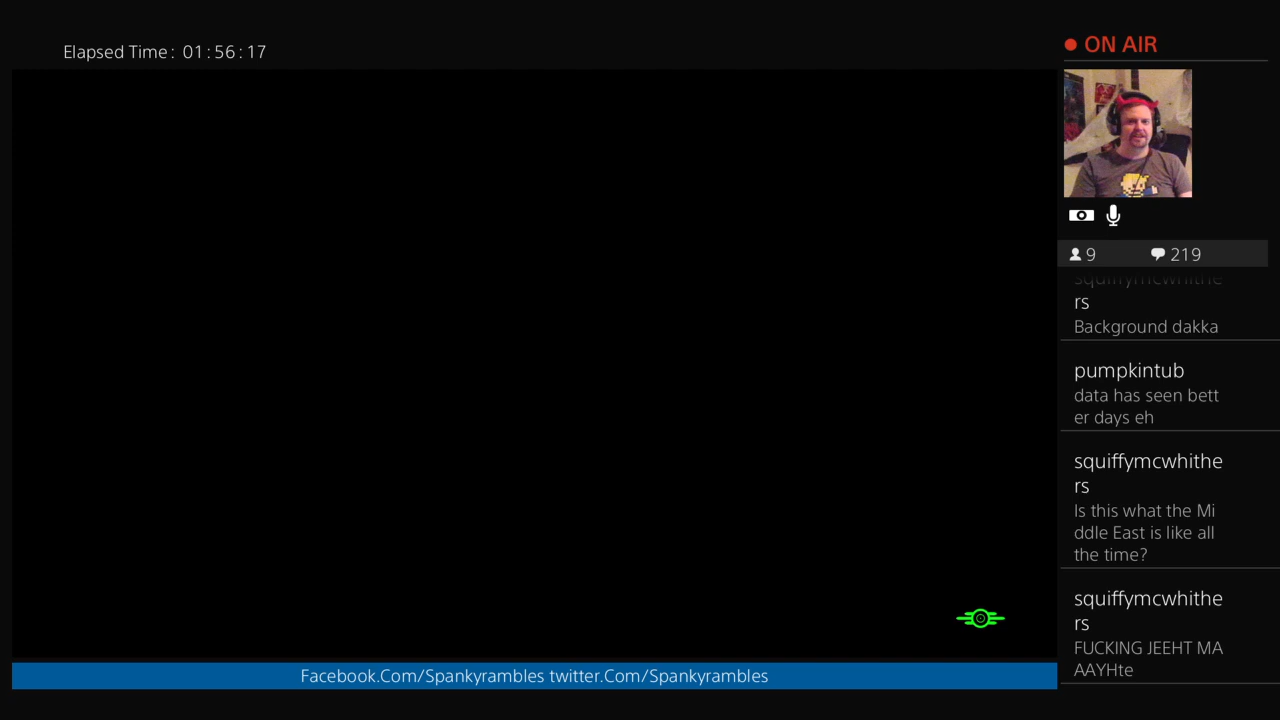 Elapsed Time: 01:56:17
ON AIR
9 219
squiffymcwhithe
rs
Background dakka
pumpkintub
data has seen bett
er days eh
squiffymcwhithe
rs
Is this what the Mi
ddle East is like all
the time?
squiffymcwhithe
rs
FUCKING JEEHT MA
AAYHte
Facebook.Com/Spankyrambles twitter.Com/Spankyrambles